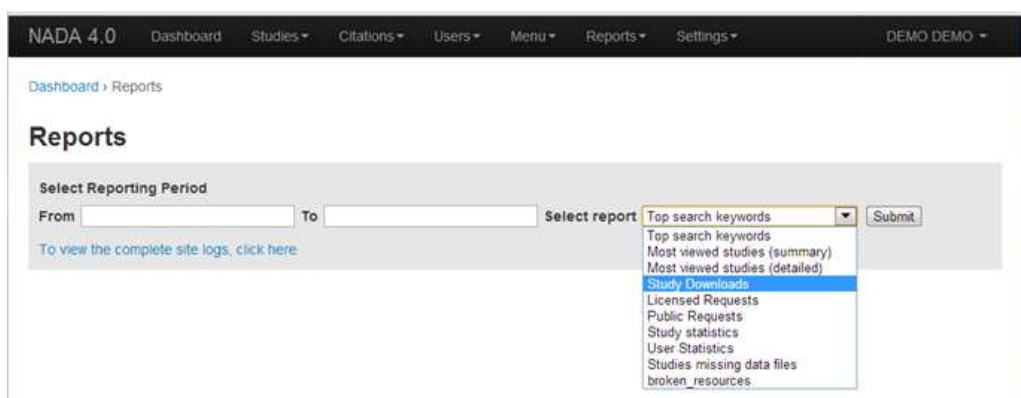 NADA 4.0 Dashboard Studies Citations Users Menu Reports Settings DEMO DEMO
Dashboard › Reports
Reports
Select Reporting Period
From To Select report Top search keywords Submit
To view the complete site logs, click here
Top search keywords
Most viewed studies (summary)
Most viewed studies (detailed)
Study Downloads
Licensed Requests
Public Requests
Study statistics
User Statistics
Studies missing data files
broken_resources